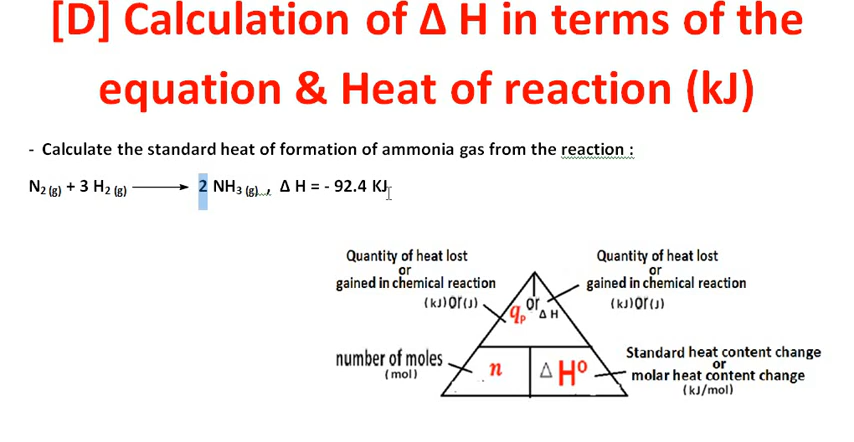 [D] Calculation of Δ H in terms of the
equation & Heat of reaction (kJ)
- Calculate the standard heat of formation of ammonia gas from the reaction :
N2 (g) + 3 H2 (g) ⟶ 2 NH3 (g) , Δ H = - 92.4 KJ
Quantity of heat lost
or
gained in chemical reaction
(kJ)or(J)
Quantity of heat lost
or
gained in chemical reaction
(kJ)or(J)
qp or Δ H
number of moles
(mol)
n
Δ Hº
Standard heat content change
or
molar heat content change
(kJ/mol)